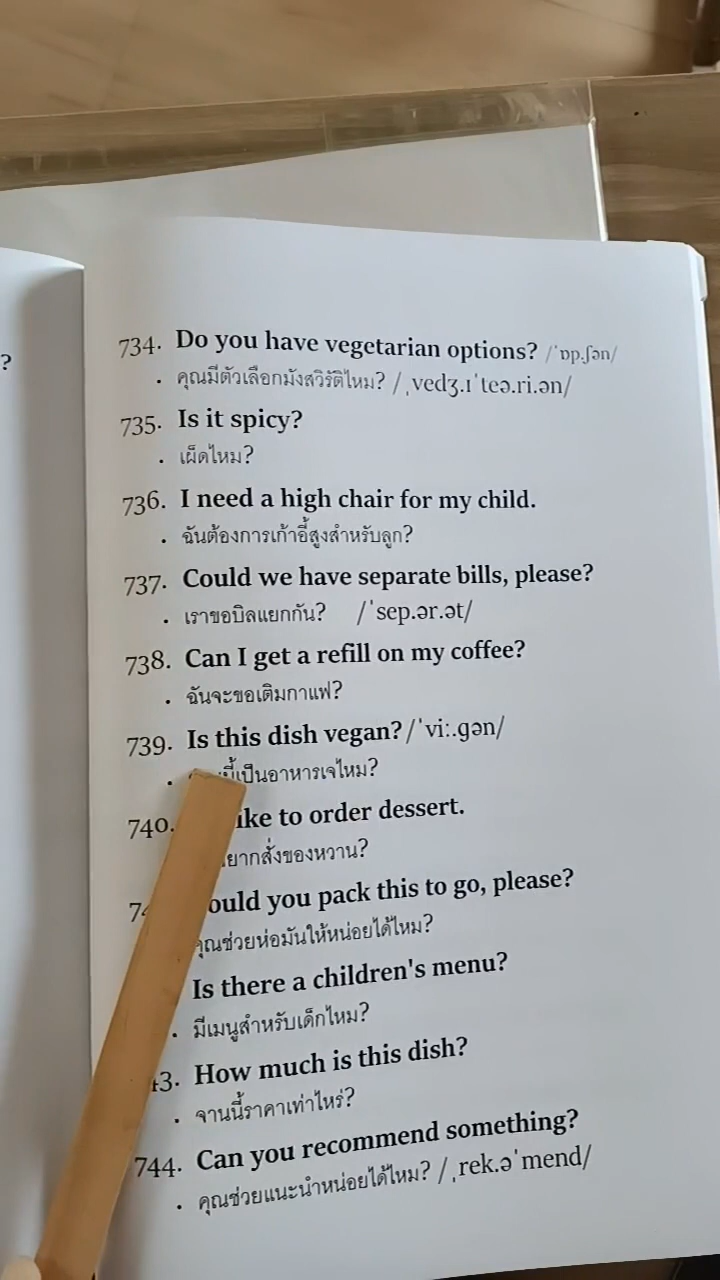 ?
734. Do you have vegetarian options? /ˈɒp.ʃən/
• คุณมีตัวเลือกมังสวิรัติไหม? /ˌvedʒ.ɪˈteə.ri.ən/
735. Is it spicy?
• เผ็ดไหม?
736. I need a high chair for my child.
• ฉันต้องการเก้าอี้สูงสำหรับลูก?
737. Could we have separate bills, please?
• เราขอบิลแยกกัน? /ˈsep.ər.ət/
738. Can I get a refill on my coffee?
• ฉันจะขอเติมกาแฟ?
739. Is this dish vegan? /ˈviː.ɡən/
• นี้เป็นอาหารเจไหม?
740. like to order dessert.
ยากสั่งของหวาน?
ould you pack this to go, please?
คุณช่วยห่อมันให้หน่อยได้ไหม?
Is there a children's menu?
• มีเมนูสำหรับเด็กไหม?
43. How much is this dish?
• จานนี้ราคาเท่าไหร่?
744. Can you recommend something?
• คุณช่วยแนะนำหน่อยได้ไหม? /ˌrek.əˈmend/